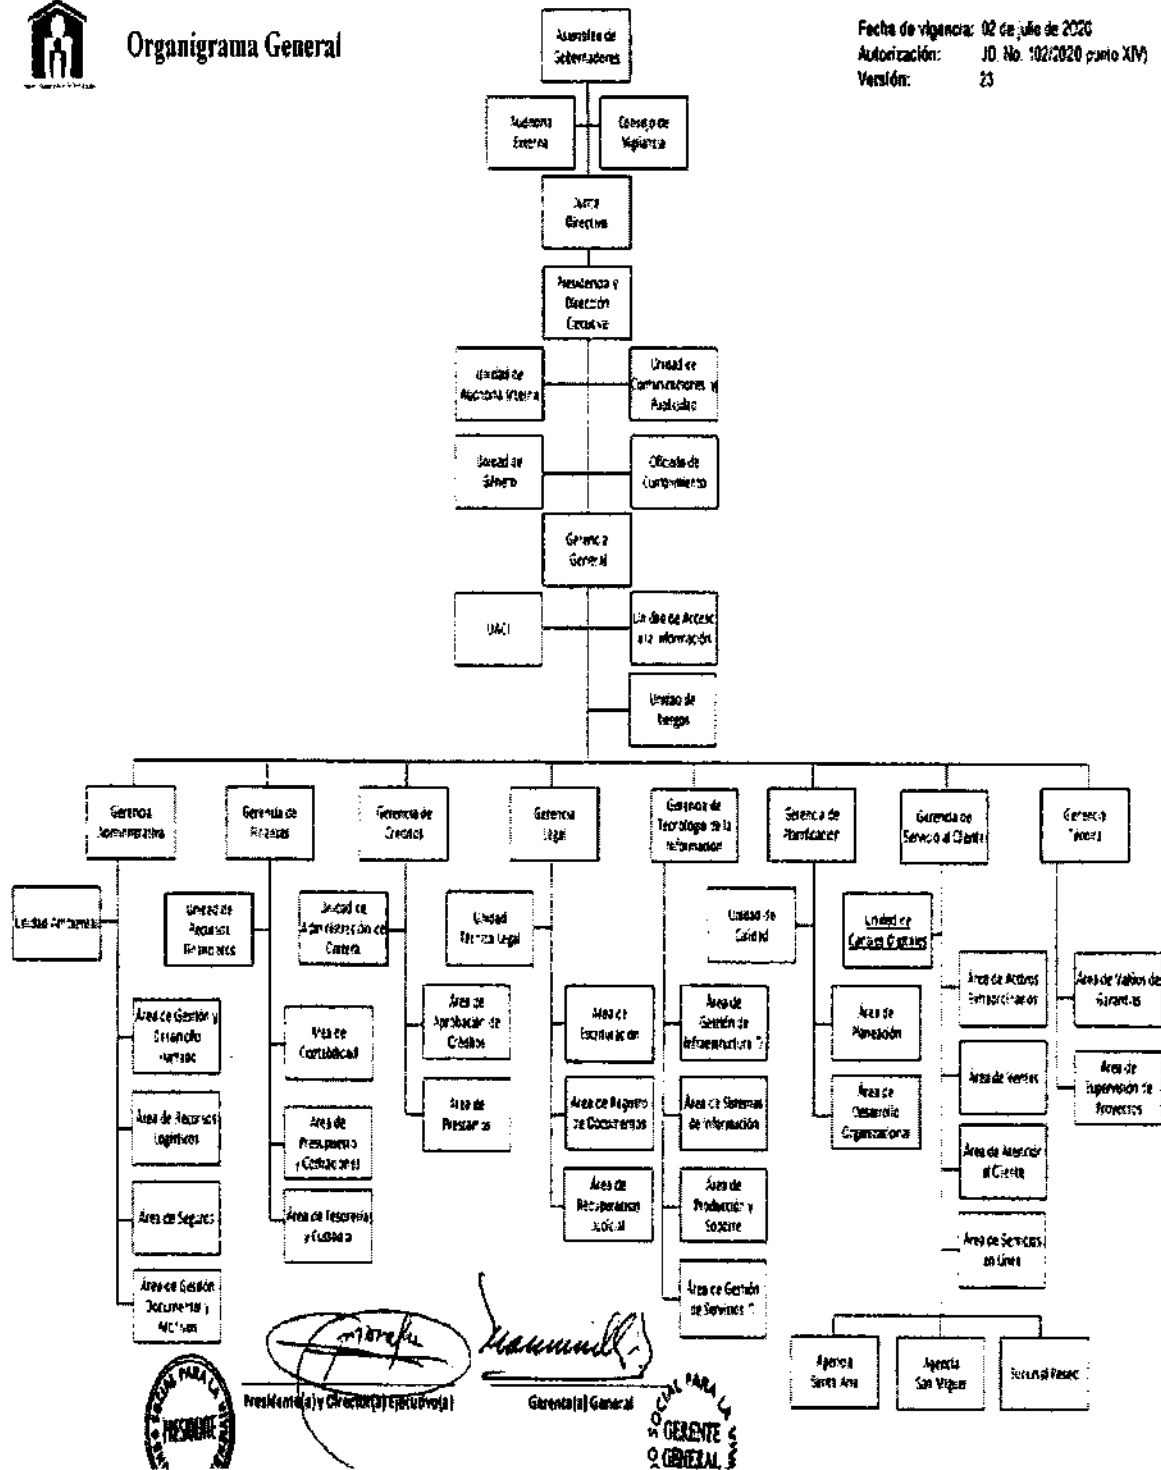 Organigrama General
Fecha de vigencia: 02 de julio de 2020
Autorización: JD. No. 102/2020 punto XIV)
Versión: 23
Asamblea de
Gobernadores
Auditoría
Externa
Consejo de
Vigilancia
Junta
Directiva
Presidencia y
Dirección
Ejecutiva
Unidad de
Auditoría Interna
Unidad de
Comunicaciones y
Publicidad
Unidad de
Género
Oficialía de
Cumplimiento
Gerencia
General
UACI
Unidad de Acceso
a la Información
Unidad de
Riesgos
Gerencia
Administrativa
Gerencia de
Finanzas
Gerencia de
Créditos
Gerencia
Legal
Gerencia de
Tecnología de la
Información
Gerencia de
Planificación
Gerencia de
Servicio al Cliente
Gerencia
Técnica
Unidad Ambiental
Unidad de
Recursos
Financieros
Unidad de
Administración de
Cartera
Unidad
Técnica Legal
Unidad de
Calidad
Unidad de
Canales Digitales
Área de Gestión y
Desarrollo
Humano
Área de
Contabilidad
Área de
Aprobación de
Créditos
Área de
Escrituración
Área de
Gestión de
Infraestructura TI
Área de
Planeación
Área de Activos
Extraordinarios
Área de Valúos de
Garantías
Área de Recursos
Logísticos
Área de
Presupuesto
y Cotizaciones
Área de
Préstamos
Área de Registro
de Documentos
Área de Sistemas
de Información
Área de
Desarrollo
Organizacional
Área de Ventas
Área de
Supervisión de
Proyectos
Área de Seguros
Área de Tesorería
y Custodia
Área de
Recuperación
Judicial
Área de
Producción y
Soporte
Área de Atención
al Cliente
Área de Gestión
Documental y
Archivos
Área de Gestión
de Servicios TI
Área de Servicios
en Línea
Agencia
Santa Ana
Agencia
San Miguel
Sucursal Paseo
Presidente(a) y Director(a) Ejecutivo(a)
Gerente(a) General
SOCIAL PARA LA
PRESIDENTE
SOCIAL PARA LA
GERENTE
GENERAL